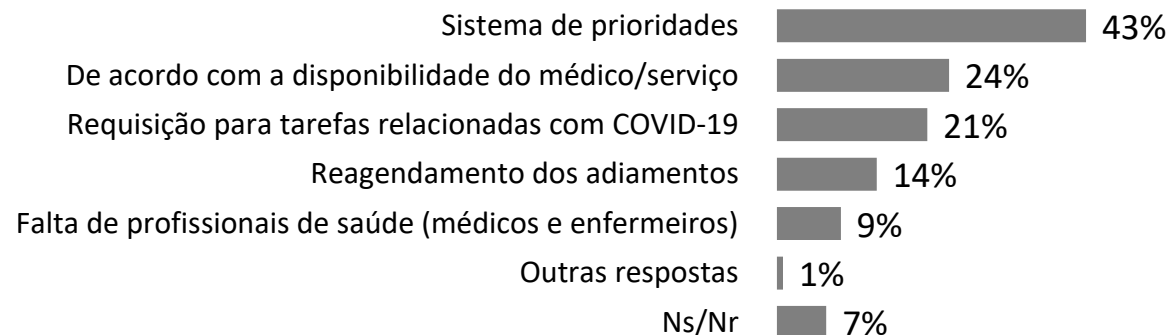 Sistema de prioridades 43%
De acordo com a disponibilidade do médico/serviço 24%
Requisição para tarefas relacionadas com COVID-19 21%
Reagendamento dos adiamentos 14%
Falta de profissionais de saúde (médicos e enfermeiros) 9%
Outras respostas 1%
Ns/Nr 7%